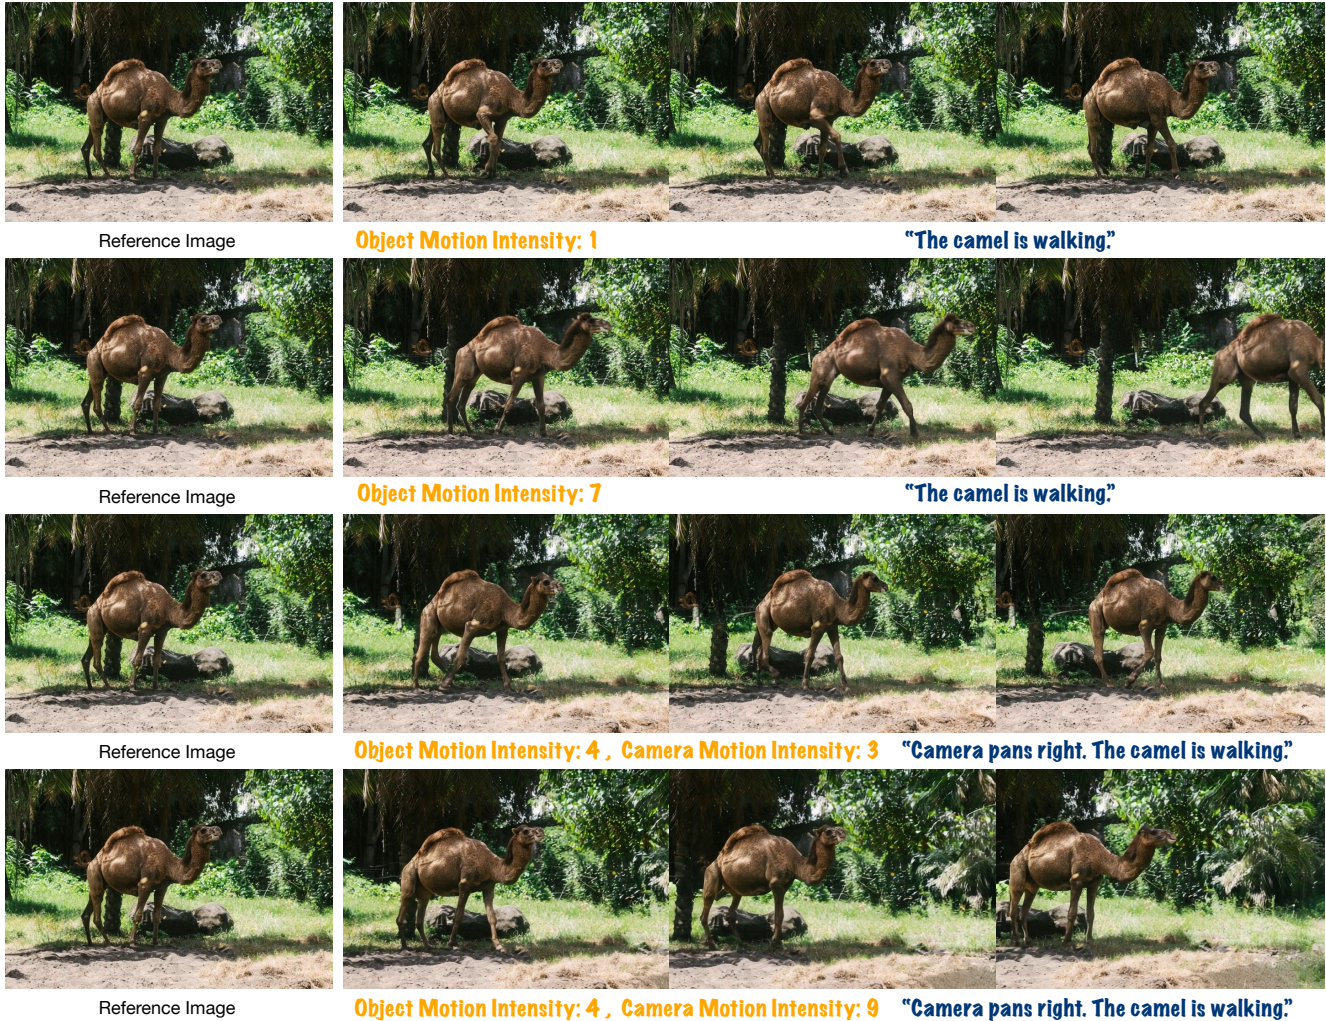 Reference Image
Object Motion Intensity: 1
“The camel is walking.”
Reference Image
Object Motion Intensity: 7
“The camel is walking.”
Reference Image
Object Motion Intensity: 4 , Camera Motion Intensity: 3
“Camera pans right. The camel is walking.”
Reference Image
Object Motion Intensity: 4 , Camera Motion Intensity: 9
“Camera pans right. The camel is walking.”